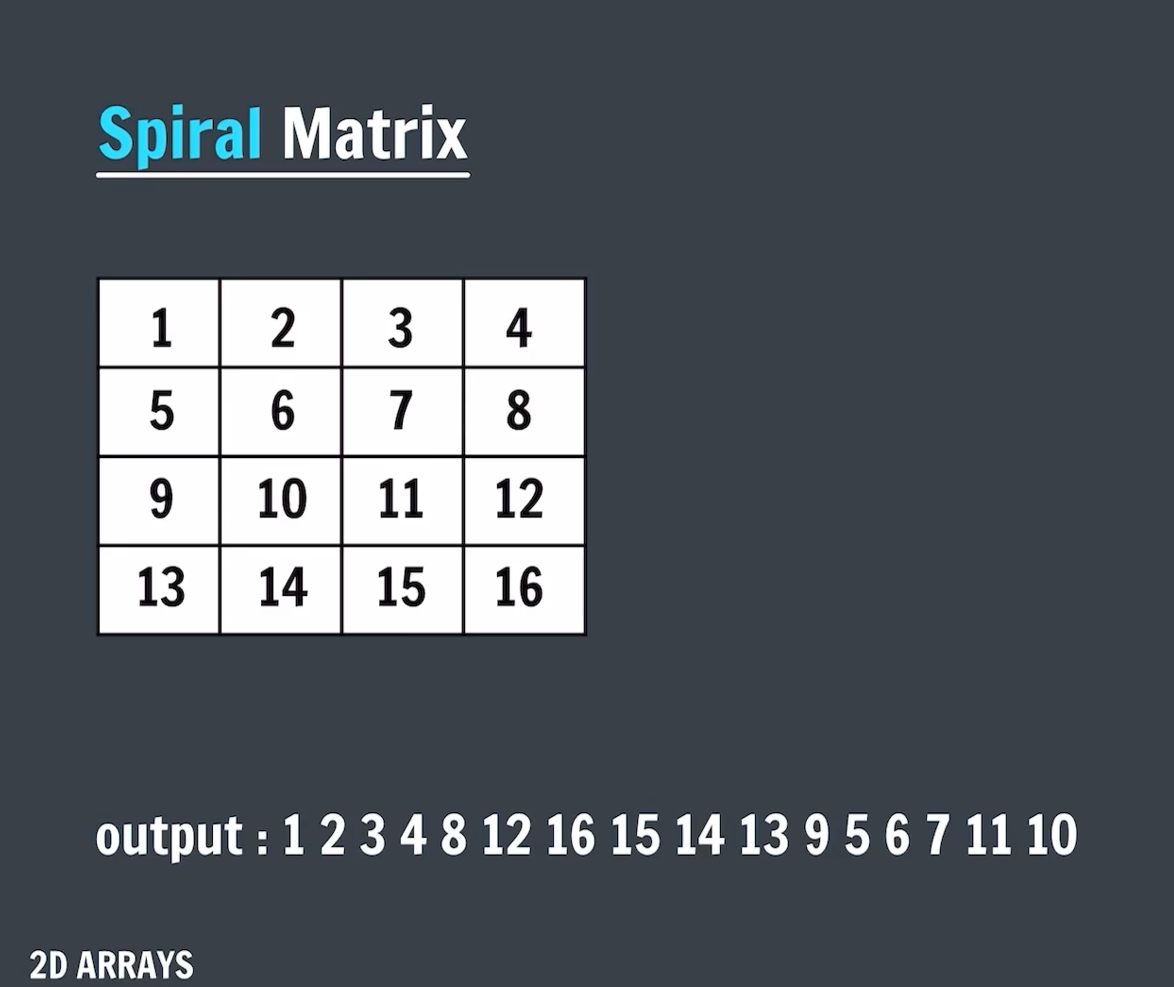 Spiral Matrix
1 2 3 4
5 6 7 8
9 10 11 12
13 14 15 16
output : 1 2 3 4 8 12 16 15 14 13 9 5 6 7 11 10
2D ARRAYS